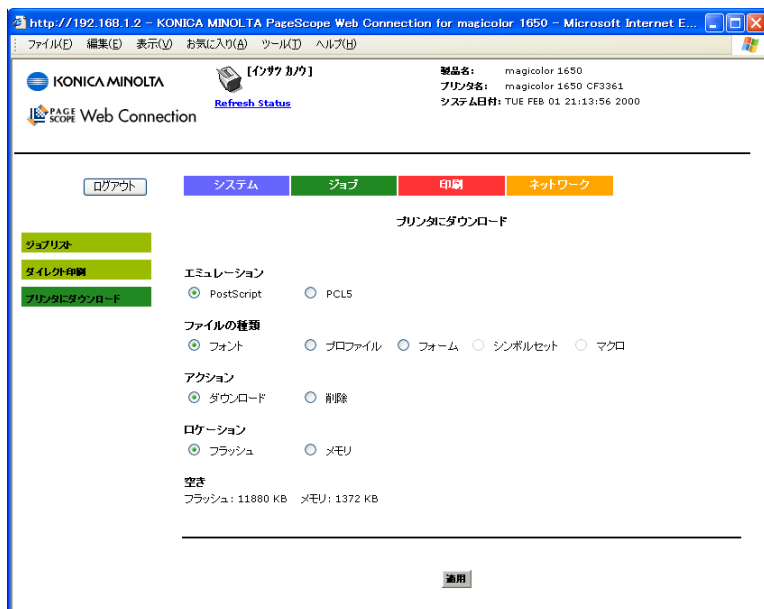 http://192.168.1.2 - KONICA MINOLTA PageScope Web Connection for magicolor 1650 - Microsoft Internet E...
ファイル(F) 編集(E) 表示(V) お気に入り(A) ツール(T) ヘルプ(H)
KONICA MINOLTA
PAGE SCOPE Web Connection
[インサツ カノウ]
Refresh Status
製品名: magicolor 1650
プリンタ名: magicolor 1650 CF3361
システム日付: TUE FEB 01 21:13:56 2000
ログアウト
システム ジョブ 印刷 ネットワーク
ジョブリスト
ダイレクト印刷
プリンタにダウンロード
プリンタにダウンロード
エミュレーション
PostScript PCL5
ファイルの種類
フォント プロファイル フォーム シンボルセット マクロ
アクション
ダウンロード 削除
ロケーション
フラッシュ メモリ
空き
フラッシュ: 11880 KB メモリ: 1372 KB
適用